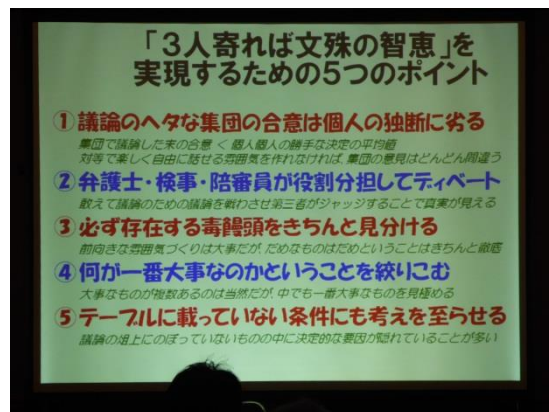 「３人寄れば文殊の智恵」を
実現するための５つのポイント
①議論のヘタな集団の合意は個人の独断に劣る
集団で議論した末の合意 < 個人個人の勝手な決定の平均値
対等で楽しく自由に話せる雰囲気を作れなければ、集団の意見はどんどん間違う
②弁護士・検事・陪審員が役割分担してディベート
敢えて議論のための議論を戦わさせ第三者がジャッジすることで真実が見える
③必ず存在する毒饅頭をきちんと見分ける
前向きな雰囲気づくりは大事だが、だめなものはだめということはきちんと徹底
④何が一番大事なのかということを絞りこむ
大事なものが複数あるのは当然だが、中でも一番大事なものを見極める
⑤テーブルに載っていない条件にも考えを至らせる
議論の俎上にのぼっていないものの中に決定的な要因が隠れていることが多い